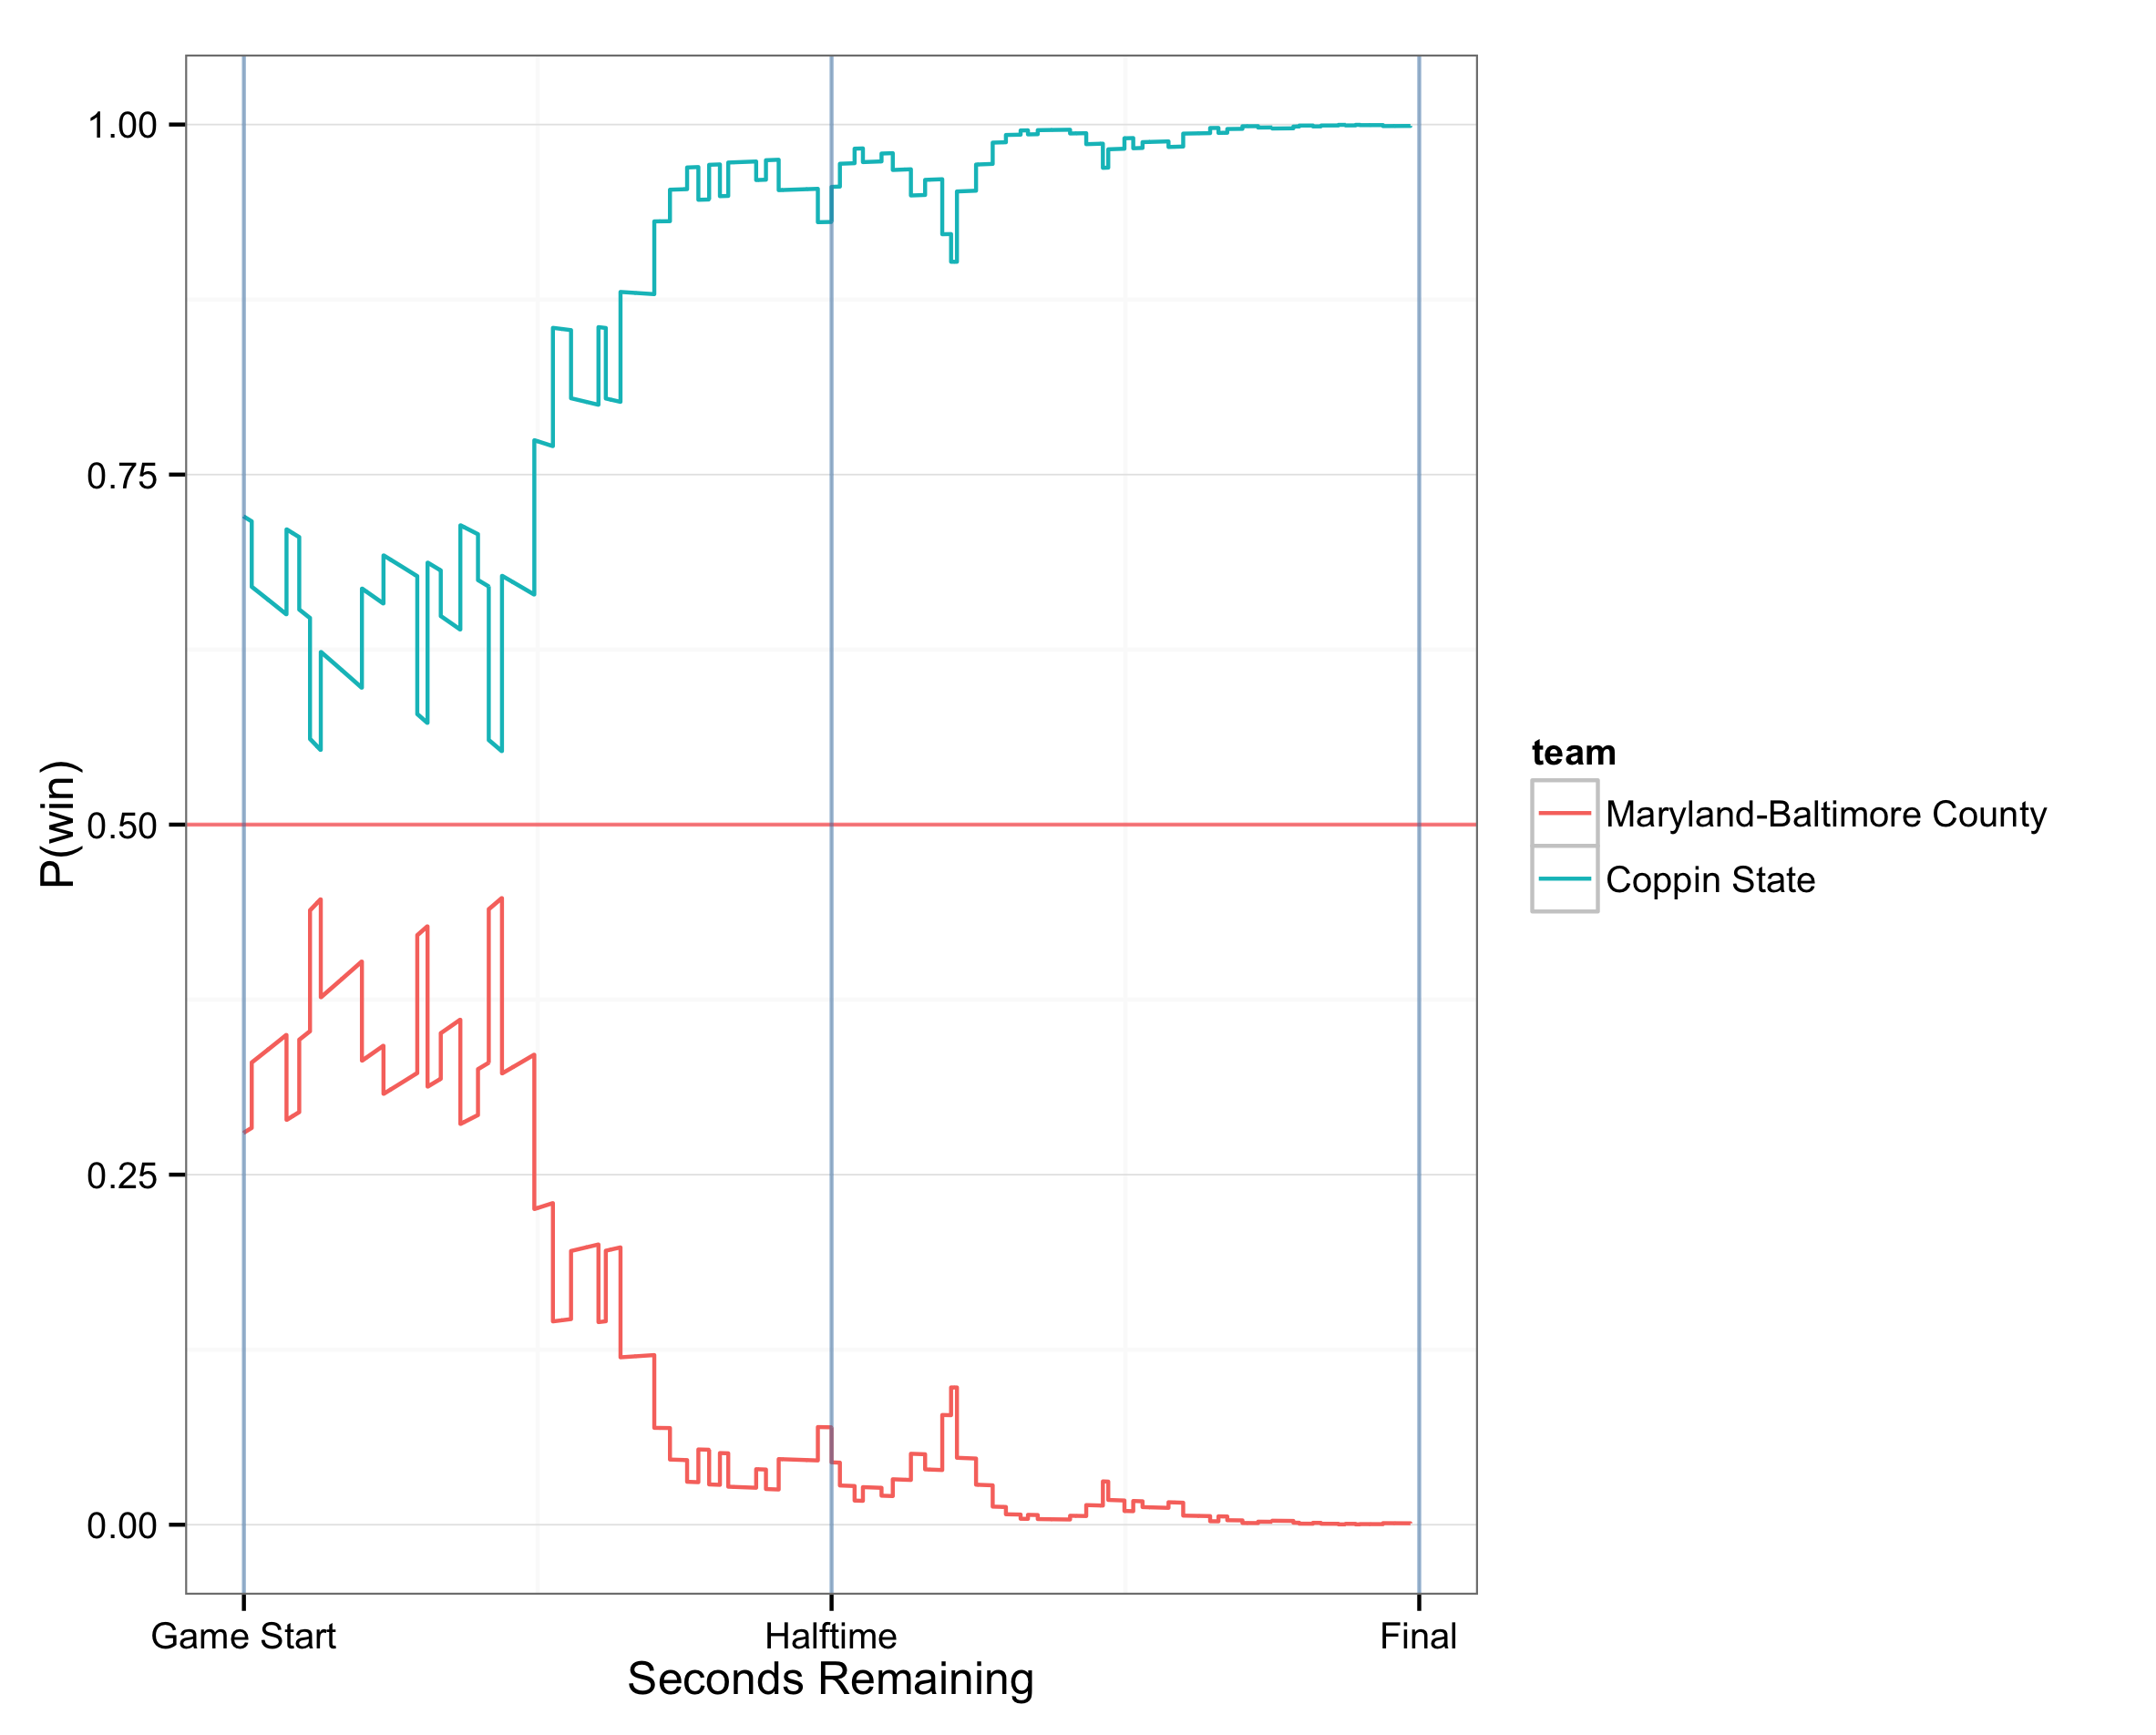 1.00
0.75
0.50
0.25
0.00
P(win)
Game Start
Halftime
Final
Seconds Remaining
team
Maryland-Baltimore County
Coppin State